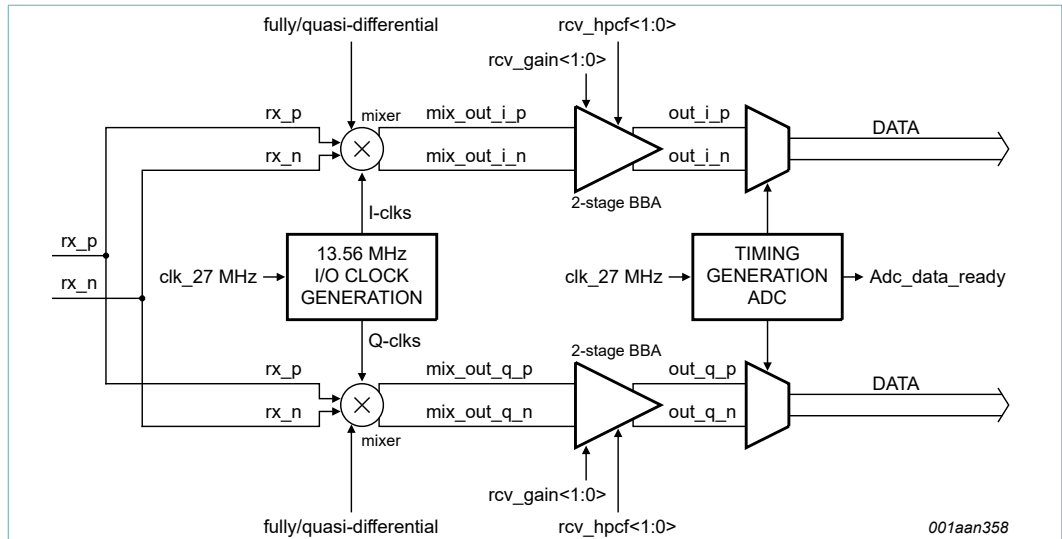 fully/quasi-differential
rcv_hpcf<1:0>
rcv_gain<1:0>
rx_p
mixer
mix_out_i_p
out_i_p
DATA
rx_n
mix_out_i_n
out_i_n
2-stage BBA
I-clks
rx_p
rx_n
clk_27 MHz
13.56 MHz
I/O CLOCK
GENERATION
clk_27 MHz
TIMING
GENERATION
ADC
Adc_data_ready
Q-clks
2-stage BBA
rx_p
mix_out_q_p
out_q_p
DATA
rx_n
mix_out_q_n
out_q_n
mixer
rcv_gain<1:0>
fully/quasi-differential
rcv_hpcf<1:0>
001aan358